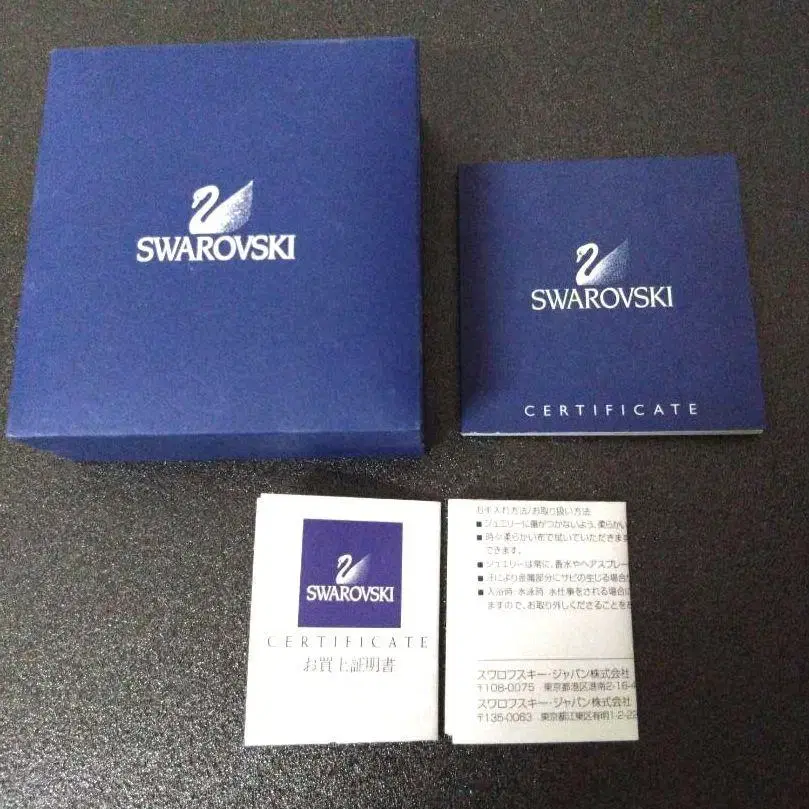 SWAROVSKI
SWAROVSKI
CERTIFICATE
SWAROVSKI
CERTIFICATE
お買上証明書
お手入れ方法/お取り扱い方法
■ジュエリーに傷がつかないよう、柔らかい
■時々柔らかい布で拭いていただきま
できます。
■ジュエリーは常に、香水やヘアスプレー
■汗により金属部分にサビの生じる場合
■入浴時、水泳時、水仕事をされる場合に
ますので、お取り外しくださることを
スワロフスキー・ジャパン株式会社
〒108-0075 東京都港区港南2-16-4
スワロフスキー・ジャパン株式会社
〒135-0063 東京都江東区有明1-2-22